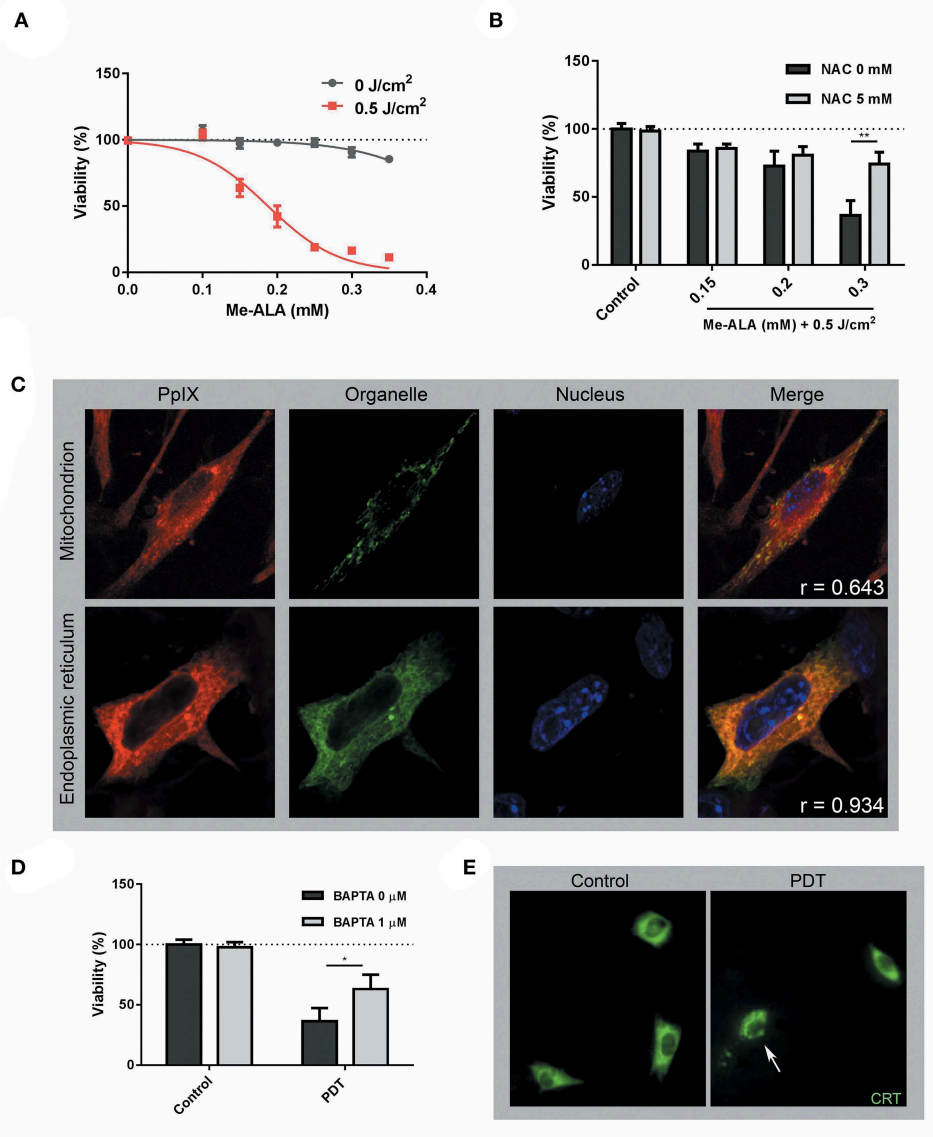 A
150
100
50
0
Viability (%)
0 J/cm2
0.5 J/cm2
0.0
0.1
0.2
0.3
0.4
Me-ALA (mM)
B
150
100
50
0
Viability (%)
NAC 0 mM
NAC 5 mM
**
Control
0.15
0.2
0.3
Me-ALA (mM) + 0.5 J/cm2
C
PpIX
Organelle
Nucleus
Merge
Mitochondrion
r = 0.643
Endoplasmic reticulum
r = 0.934
D
150
100
50
0
Viability (%)
BAPTA 0 μM
BAPTA 1 μM
*
Control
PDT
E
Control
PDT
CRT